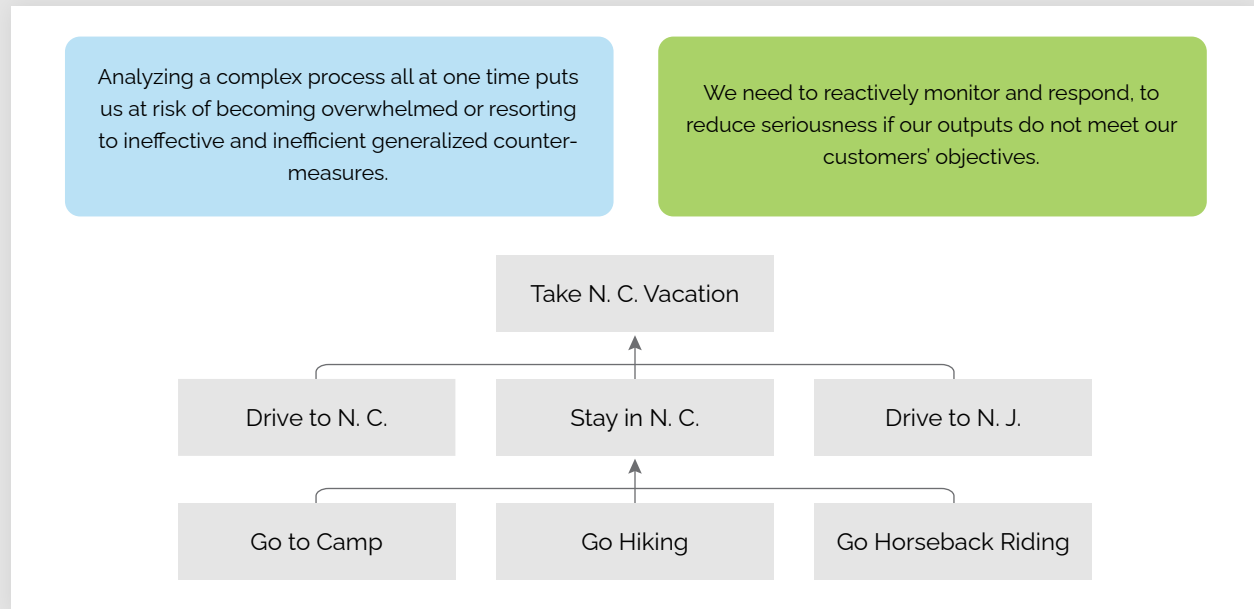 Analyzing a complex process all at one time puts
us at risk of becoming overwhelmed or resorting
to ineffective and inefficient generalized counter-
measures.
We need to reactively monitor and respond, to
reduce seriousness if our outputs do not meet our
customers’ objectives.
Take N. C. Vacation
Drive to N. C.
Stay in N. C.
Drive to N. J.
Go to Camp
Go Hiking
Go Horseback Riding